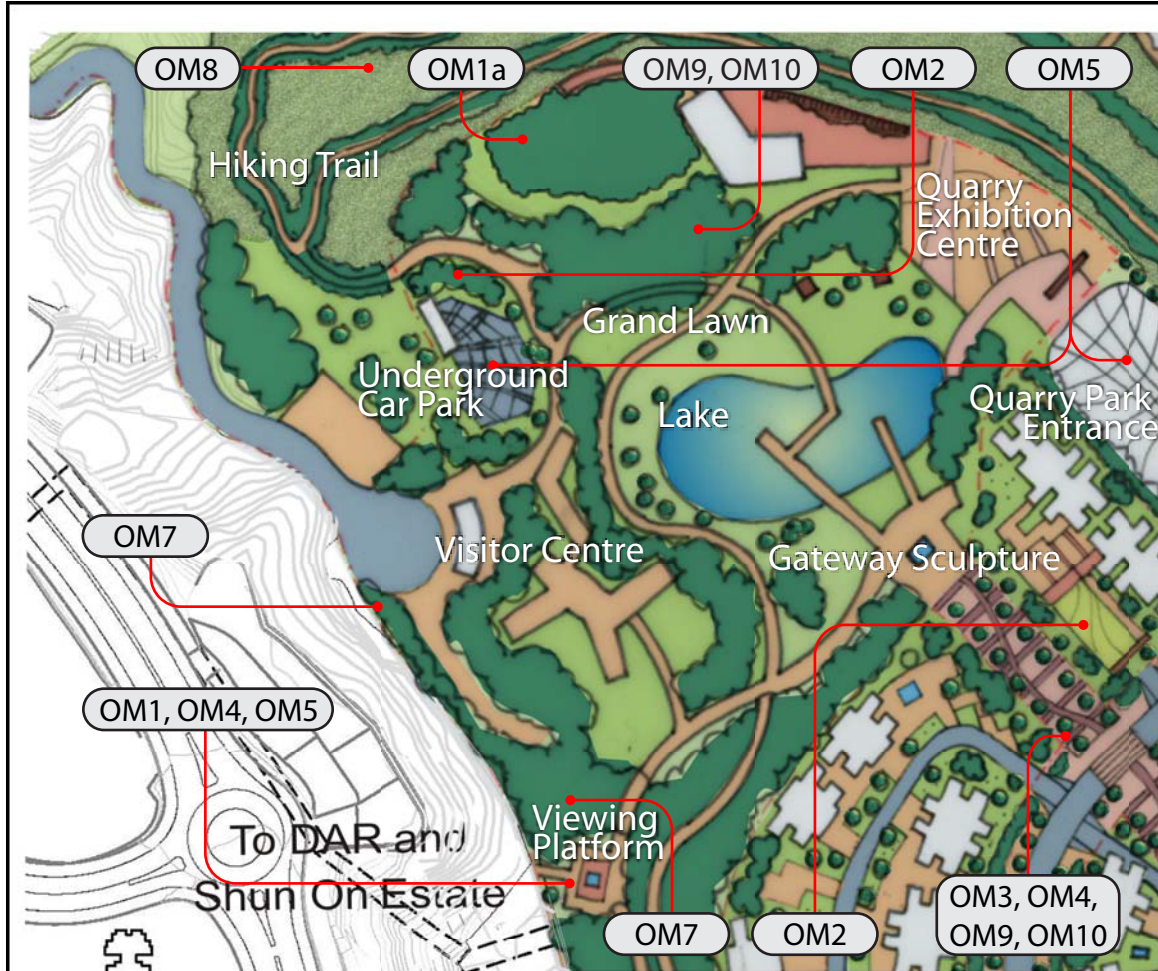 OM8
OM1a
OM9, OM10
OM2
OM5
Hiking Trail
Quarry
Exhibition
Centre
Grand Lawn
Underground
Car Park
Lake
Quarry Park
Entrance
OM7
Visitor Centre
Gateway Sculpture
OM1, OM4, OM5
Viewing
Platform
To DAR and
Shun On Estate
OM7
OM2
OM3, OM4,
OM9, OM10